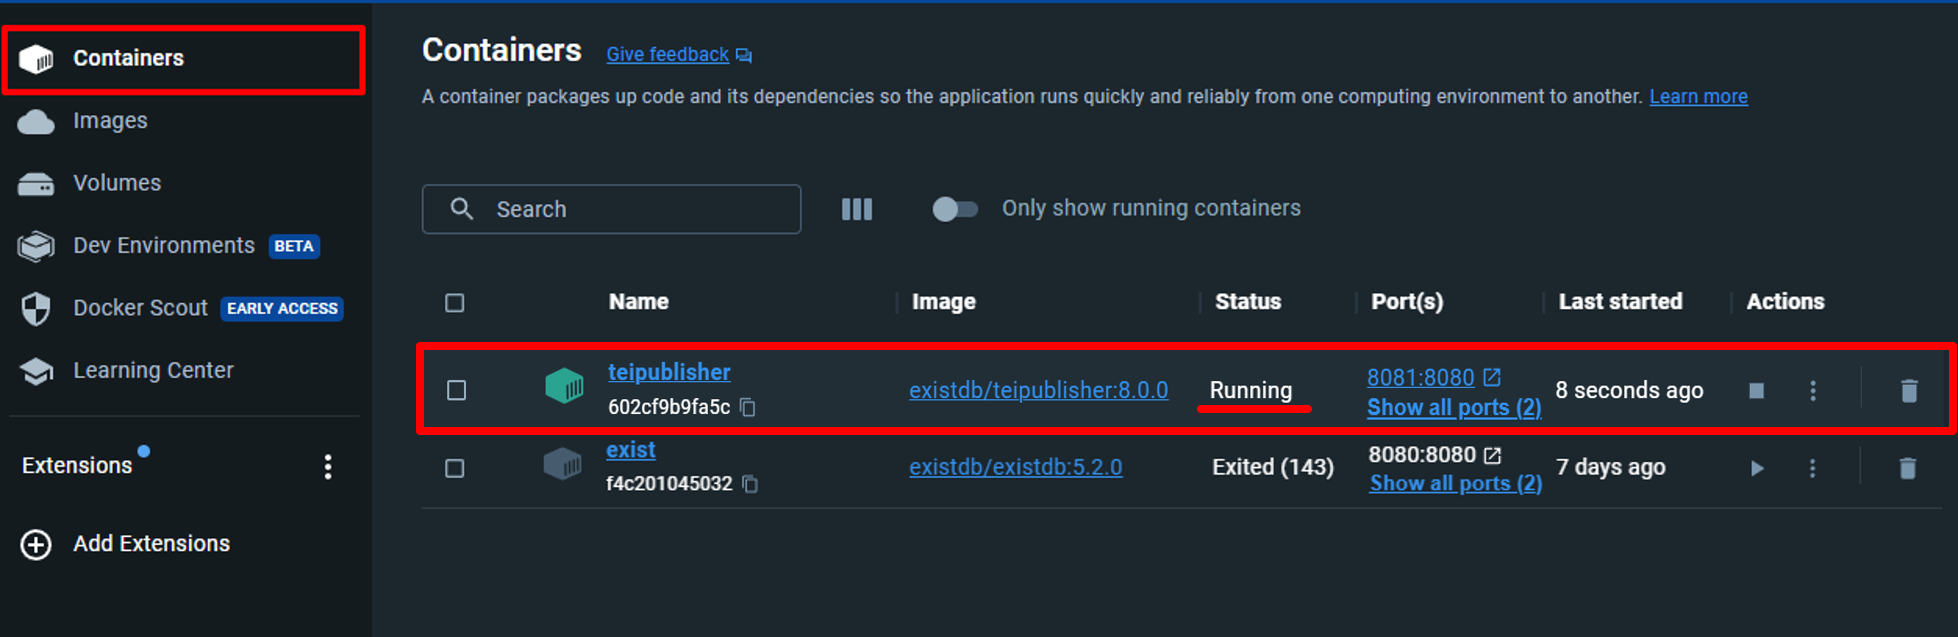 Containers
Images
Volumes
Dev Environments BETA
Docker Scout EARLY ACCESS
Learning Center
Extensions
Add Extensions
Containers Give feedback
A container packages up code and its dependencies so the application runs quickly and reliably from one computing environment to another. Learn more
Search Only show running containers
Name Image Status Port(s) Last started Actions
teipublisher
602cf9b9fa5c existdb/teipublisher:8.0.0 Running 8081:8080 8 seconds ago
Show all ports (2)
exist
f4c201045032 existdb/existdb:5.2.0 Exited (143) 8080:8080 7 days ago
Show all ports (2)